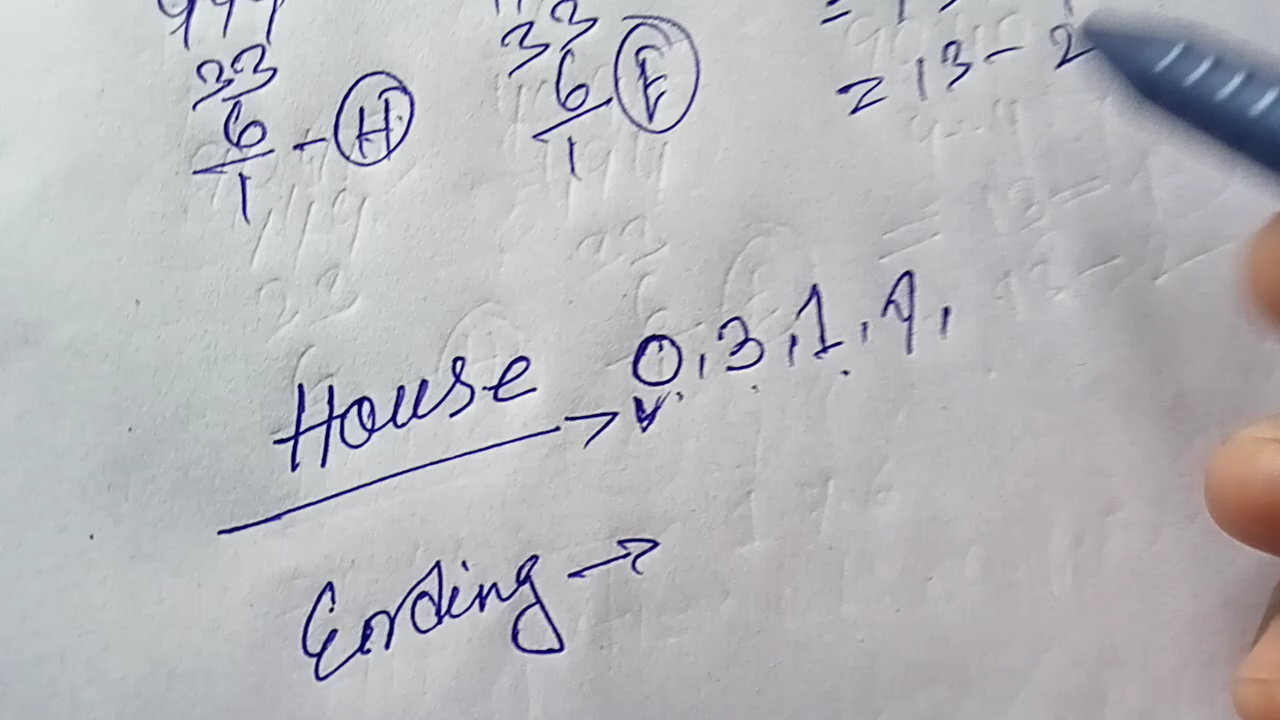 33
6 - H
1
33
6 E
1
= 13 - 2
House → 0, 3, 1, 9,
Ending →